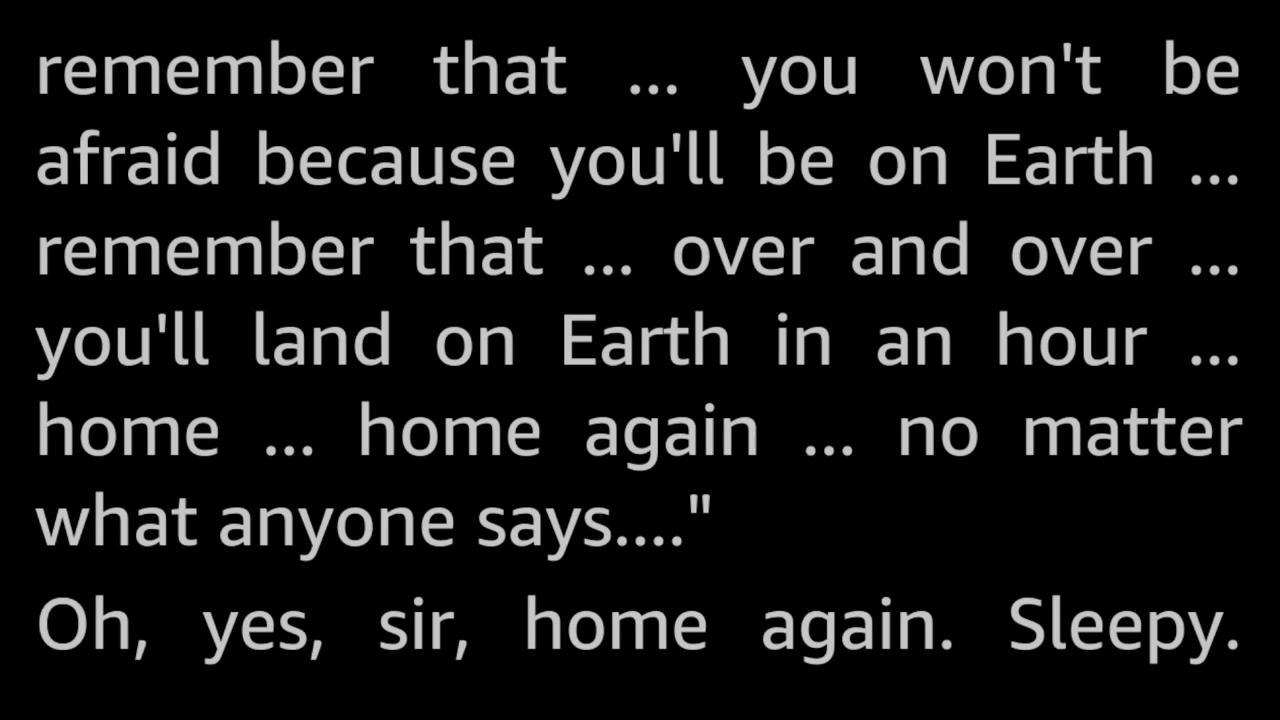 remember that ... you won't be
afraid because you'll be on Earth ...
remember that ... over and over ...
you'll land on Earth in an hour ...
home ... home again ... no matter
what anyone says...."
Oh, yes, sir, home again. Sleepy.